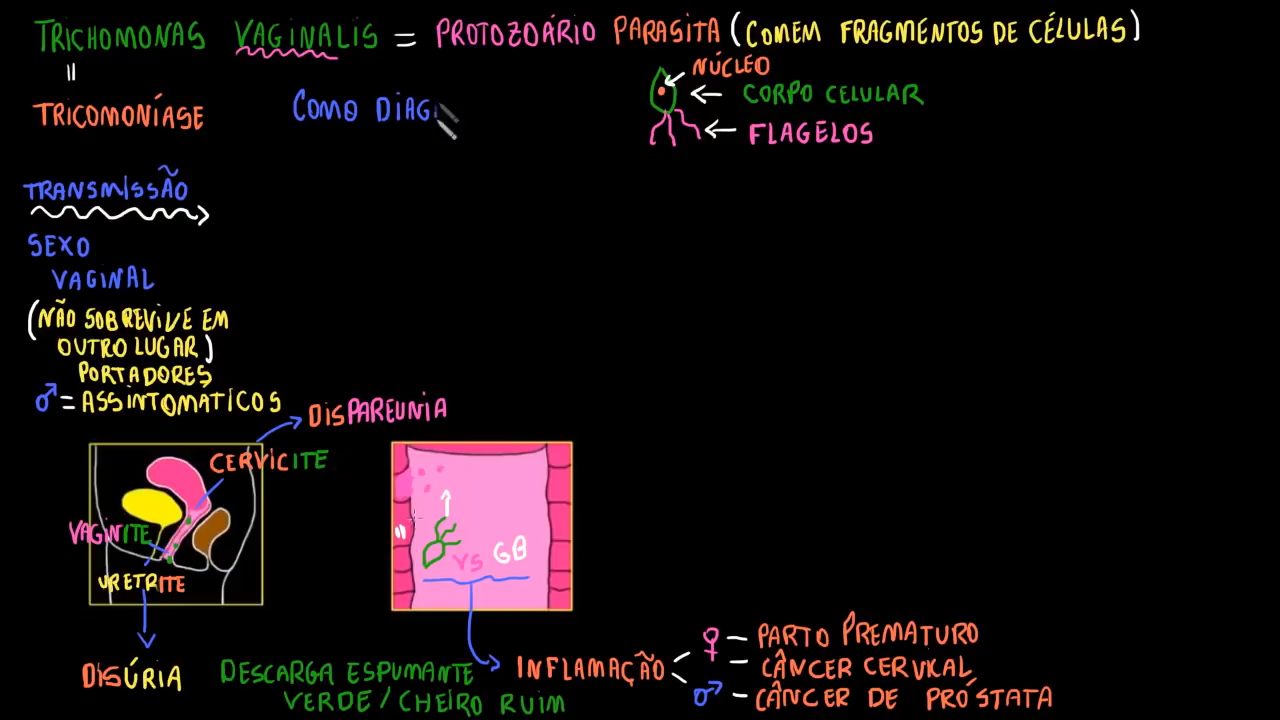 TRICHOMONAS VAGINALIS = PROTOZOÁRIO PARASITA (COMEM FRAGMENTOS DE CÉLULAS)
TRICOMONÍASE
COMO DIAG
NÚCLEO
CORPO CELULAR
FLAGELOS
TRANSMISSÃO
SEXO
VAGINAL
(NÃO SOBREVIVE EM
OUTRO LUGAR)
PORTADORES
♂ = ASSINTOMÁTICOS
DISPAREUNIA
CERVICITE
VAGINITE
URETRITE
VS GB
DISÚRIA
DESCARGA ESPUMANTE
VERDE / CHEIRO RUIM
INFLAMAÇÃO
♀ - PARTO PREMATURO
- CÂNCER CERVICAL
♂ - CÂNCER DE PRÓSTATA